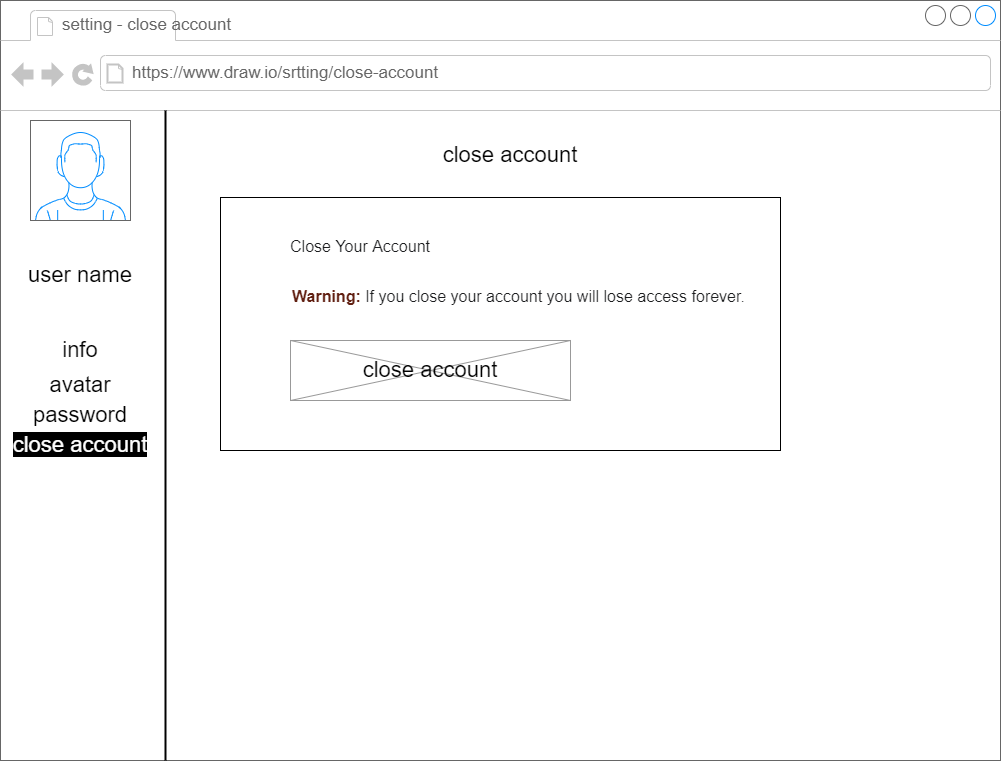 setting - close account
https://www.draw.io/srtting/close-account
user name
info
avatar
password
close account
close account
Close Your Account
Warning: If you close your account you will lose access forever.
close account